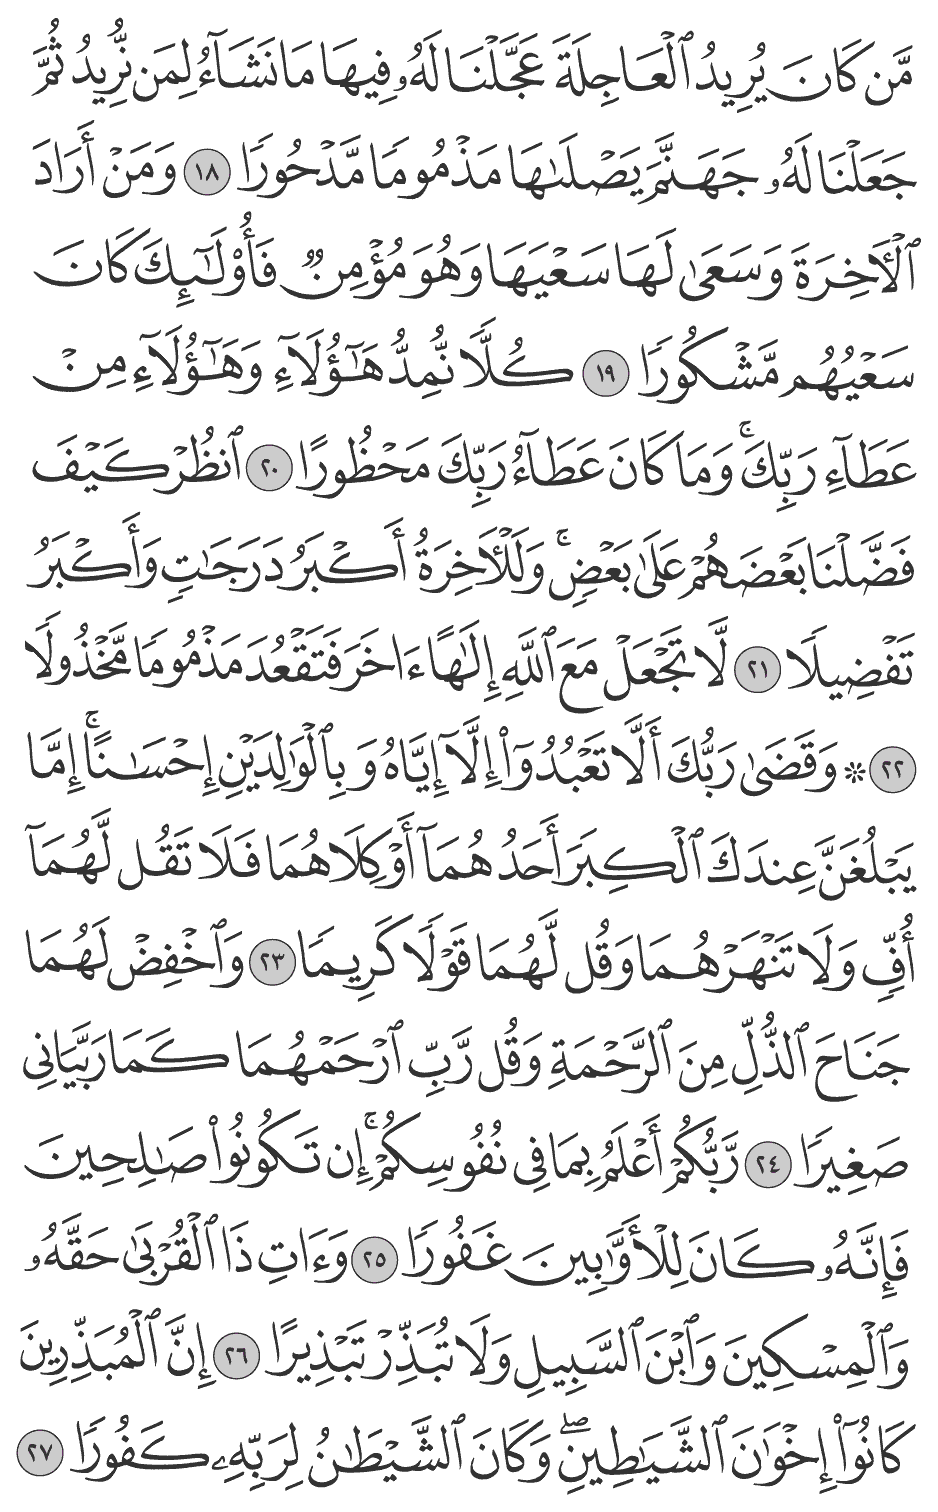 مَّن كَانَ يُرِيدُ ٱلْعَاجِلَةَ عَجَّلْنَا لَهُۥ فِيهَا مَا نَشَآءُ لِمَن نُّرِيدُ ثُمَّ
جَعَلْنَا لَهُۥ جَهَنَّمَ يَصْلَىٰهَا مَذْمُومًا مَّدْحُورًا ١٨ وَمَنْ أَرَادَ
ٱلْـَٔاخِرَةَ وَسَعَىٰ لَهَا سَعْيَهَا وَهُوَ مُؤْمِنٌ فَأُو۟لَـٰٓئِكَ كَانَ
سَعْيُهُم مَّشْكُورًا ١٩ كُلًّا نُّمِدُّ هَـٰٓؤُلَآءِ وَهَـٰٓؤُلَآءِ مِنْ
عَطَآءِ رَبِّكَ ۚ وَمَا كَانَ عَطَآءُ رَبِّكَ مَحْظُورًا ٢٠ ٱنظُرْ كَيْفَ
فَضَّلْنَا بَعْضَهُمْ عَلَىٰ بَعْضٍ ۚ وَلَلْـَٔاخِرَةُ أَكْبَرُ دَرَجَـٰتٍ وَأَكْبَرُ
تَفْضِيلًا ٢١ لَّا تَجْعَلْ مَعَ ٱللَّهِ إِلَـٰهًا ءَاخَرَ فَتَقْعُدَ مَذْمُومًا مَّخْذُولًا
٢٢ ۞ وَقَضَىٰ رَبُّكَ أَلَّا تَعْبُدُوٓا۟ إِلَّآ إِيَّاهُ وَبِٱلْوَٰلِدَيْنِ إِحْسَـٰنًا ۚ إِمَّا
يَبْلُغَنَّ عِندَكَ ٱلْكِبَرَ أَحَدُهُمَآ أَوْ كِلَاهُمَا فَلَا تَقُل لَّهُمَآ
أُفٍّ وَلَا تَنْهَرْهُمَا وَقُل لَّهُمَا قَوْلًا كَرِيمًا ٢٣ وَٱخْفِضْ لَهُمَا
جَنَاحَ ٱلذُّلِّ مِنَ ٱلرَّحْمَةِ وَقُل رَّبِّ ٱرْحَمْهُمَا كَمَا رَبَّيَانِى
صَغِيرًا ٢٤ رَّبُّكُمْ أَعْلَمُ بِمَا فِى نُفُوسِكُمْ ۚ إِن تَكُونُوا۟ صَـٰلِحِينَ
فَإِنَّهُۥ كَانَ لِلْأَوَّٰبِينَ غَفُورًا ٢٥ وَءَاتِ ذَا ٱلْقُرْبَىٰ حَقَّهُۥ
وَٱلْمِسْكِينَ وَٱبْنَ ٱلسَّبِيلِ وَلَا تُبَذِّرْ تَبْذِيرًا ٢٦ إِنَّ ٱلْمُبَذِّرِينَ
كَانُوٓا۟ إِخْوَٰنَ ٱلشَّيَـٰطِينِ ۖ وَكَانَ ٱلشَّيْطَـٰنُ لِرَبِّهِۦ كَفُورًا ٢٧